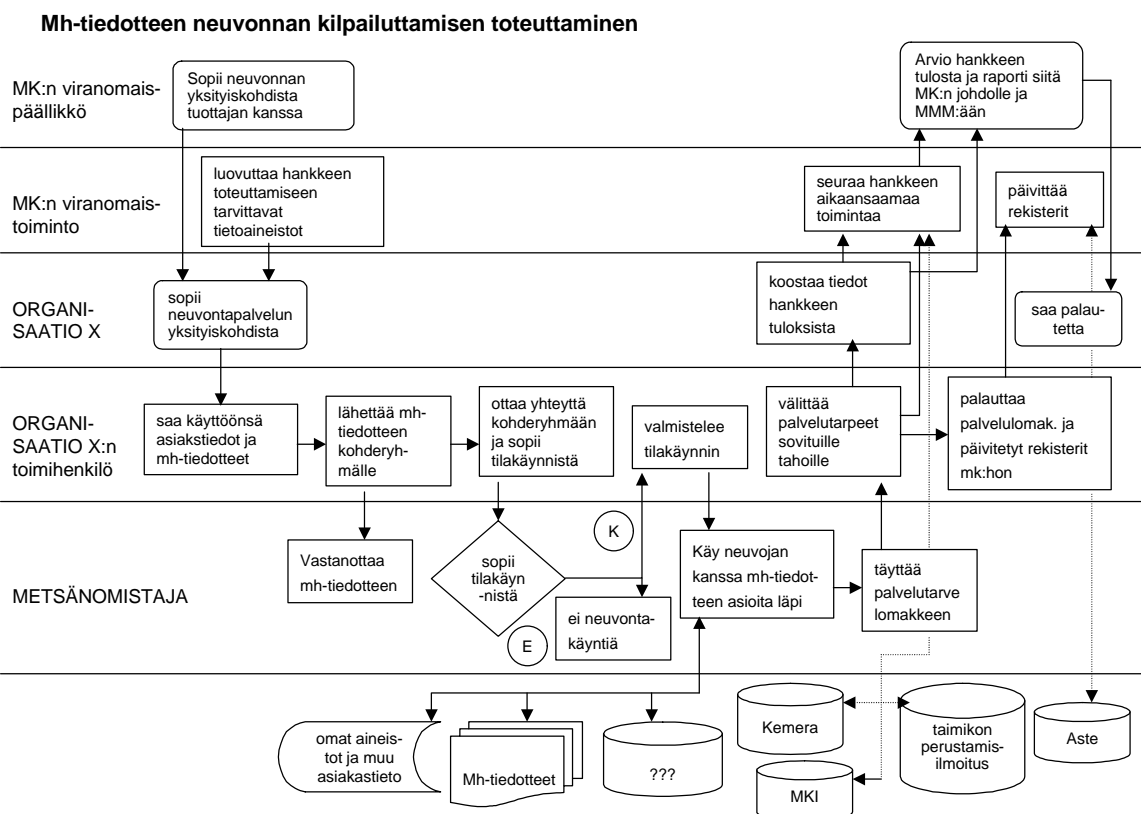 Mh-tiedotteen neuvonnan kilpailuttamisen toteuttaminen
MK:n viranomais-
päällikkö
Sopii neuvonnan
yksityiskohdista
tuottajan kanssa
Arvio hankkeen
tulosta ja raporti siitä
MK:n johdolle ja
MMM:ään
MK:n viranomais-
toiminto
luovuttaa hankkeen
toteuttamiseen
tarvittavat
tietoaineistot
seuraa hankkeen
aikaansaamaa
toimintaa
päivittää
rekisterit
ORGANI-
SAATIO X
sopii
neuvontapalvelun
yksityiskohdista
koostaa tiedot
hankkeen
tuloksista
saa palau-
tetta
ORGANI-
SAATIO X:n
toimihenkilö
saa käyttöönsä
asiakstiedot ja
mh-tiedotteet
lähettää mh-
tiedotteen
kohderyh-
mälle
ottaa yhteyttä
kohderyhmään
ja sopii
tilakäynnistä
valmistelee
tilakäynnin
välittää
palvelutarpeet
sovituille
tahoille
palauttaa
palvelulomak. ja
päivitetyt rekisterit
mk:hon
METSÄNOMISTAJA
Vastanottaa
mh-tiedotteen
sopii
tilakäyn
-nistä
K
E
ei neuvonta-
käyntiä
Käy neuvojan
kanssa mh-tiedot-
teen asioita läpi
täyttää
palvelutarve
lomakkeen
omat aineis-
tot ja muu
asiakastieto
Mh-tiedotteet
???
Kemera
MKI
taimikon
perustamis-
ilmoitus
Aste